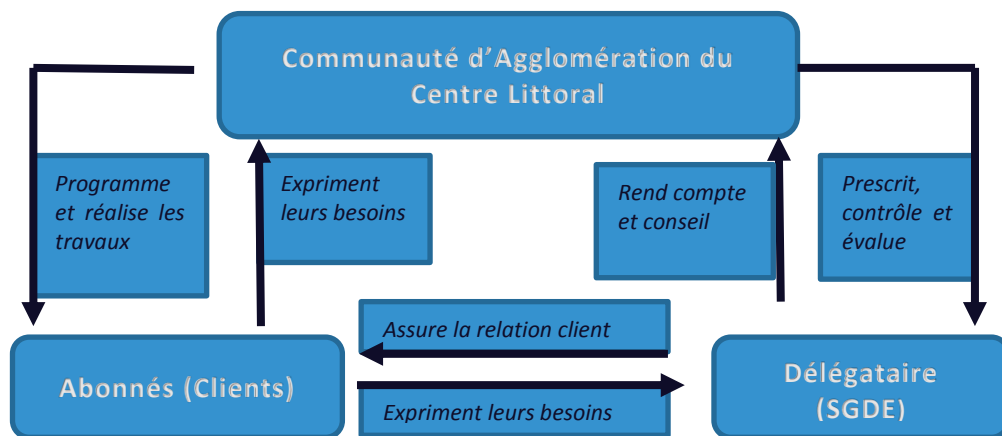 Communauté d'Agglomération du
Centre Littoral
Programme
et réalise les
travaux
Expriment
leurs besoins
Rend compte
et conseil
Prescrit,
contrôle et
évalue
Assure la relation client
Abonnés (Clients)
Expriment leurs besoins
Délégataire
(SGDE)